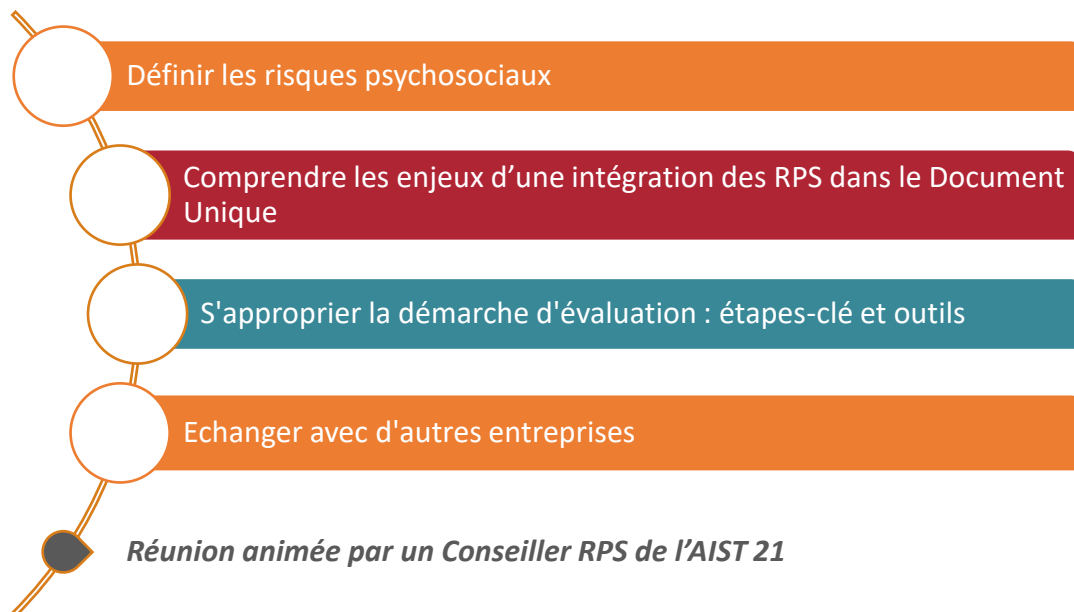 Définir les risques psychosociaux
Comprendre les enjeux d’une intégration des RPS dans le Document
Unique
S'approprier la démarche d'évaluation : étapes-clé et outils
Echanger avec d'autres entreprises
Réunion animée par un Conseiller RPS de l’AIST 21